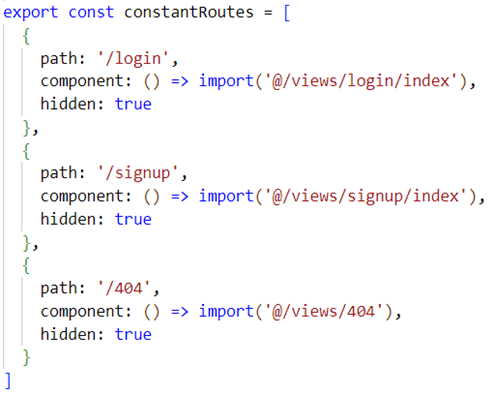 export const constantRoutes = [
  {
    path: '/login',
    component: () => import('@/views/login/index'),
    hidden: true
  },
  {
    path: '/signup',
    component: () => import('@/views/signup/index'),
    hidden: true
  },
  {
    path: '/404',
    component: () => import('@/views/404'),
    hidden: true
  }
]